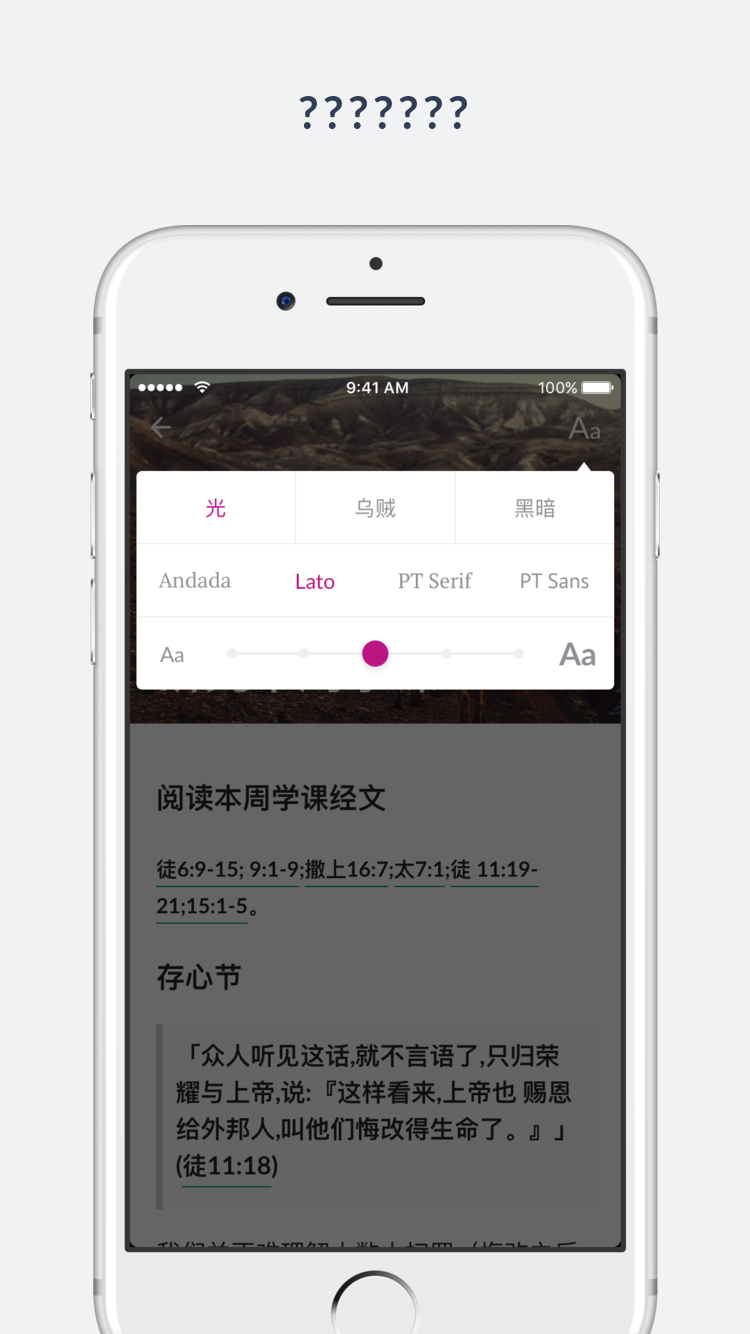 ???????
9:41 AM 100%
Aa
光 乌贼 黑暗
Andada Lato PT Serif PT Sans
Aa Aa
阅读本周学课经文
徒6:9-15; 9:1-9;撒上16:7;太7:1;徒 11:19-
21;15:1-5。
存心节
「众人听见这话,就不言语了,只归荣
耀与上帝,说:『这样看来,上帝也 赐恩
给外邦人,叫他们悔改得生命了。』」
(徒11:18)